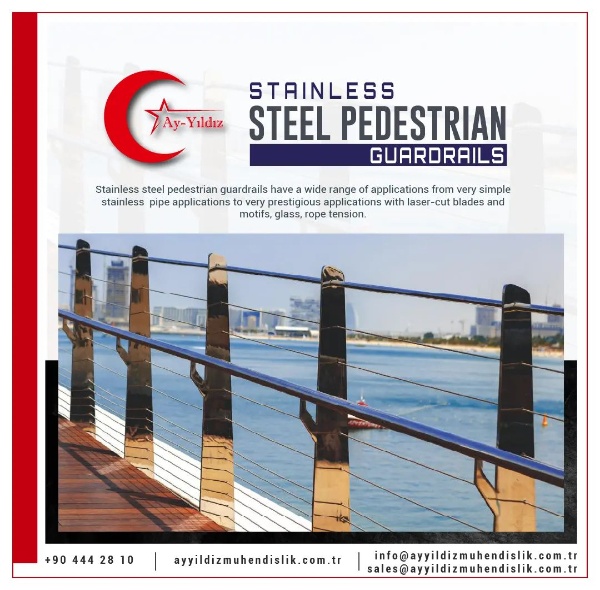 Ay-Yıldız
STAINLESS
STEEL PEDESTRIAN
GUARDRAILS
Stainless steel pedestrian guardrails have a wide range of applications from very simple
stainless pipe applications to very prestigious applications with laser-cut blades and
motifs, glass, rope tension.
+90 444 28 10
ayyildizmuhendislik.com.tr
info@ayyildizmuhendislik.com.tr
sales@ayyildizmuhendislik.com.tr